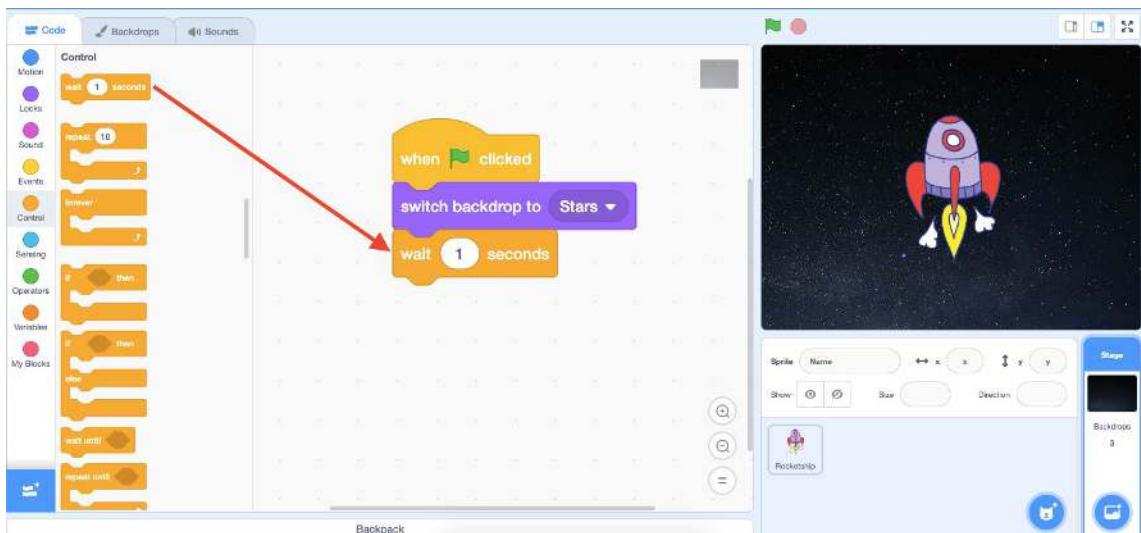 Code
Backdrops
Sounds
Motion
Looks
Sound
Events
Control
Sensing
Operators
Variables
My Blocks
Control
wait 1 seconds
repeat 10
forever
if then
if then
else
wait until
repeat until
when clicked
switch backdrop to Stars
wait 1 seconds
=
Backpack
Sprite Name x x y y
Show Size Direction
Rocketship
Stage
Backdrops
3